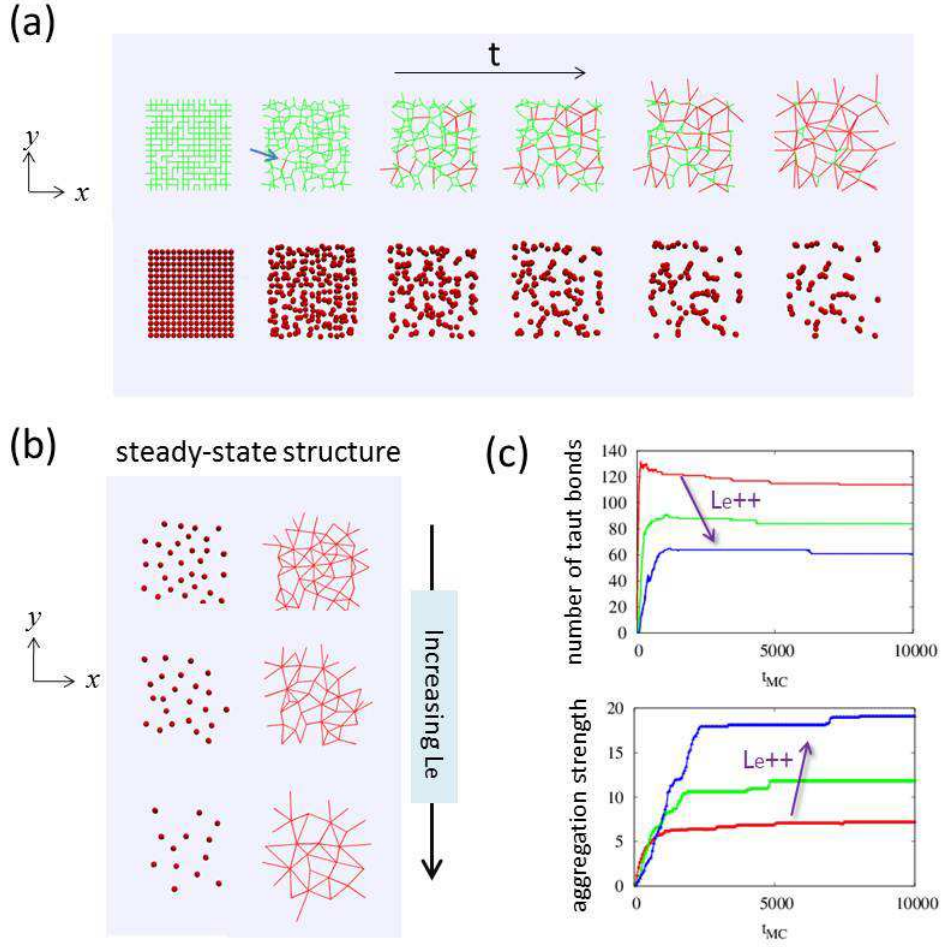 (a)
t
y
x
(b)
steady-state structure
y
x
Increasing Le
(c)
number of taut bonds
140
120
100
80
60
40
20
0
Le++
0 5000 10000
tMC
aggregation strength
20
15
10
5
0
Le++
0 5000 10000
tMC